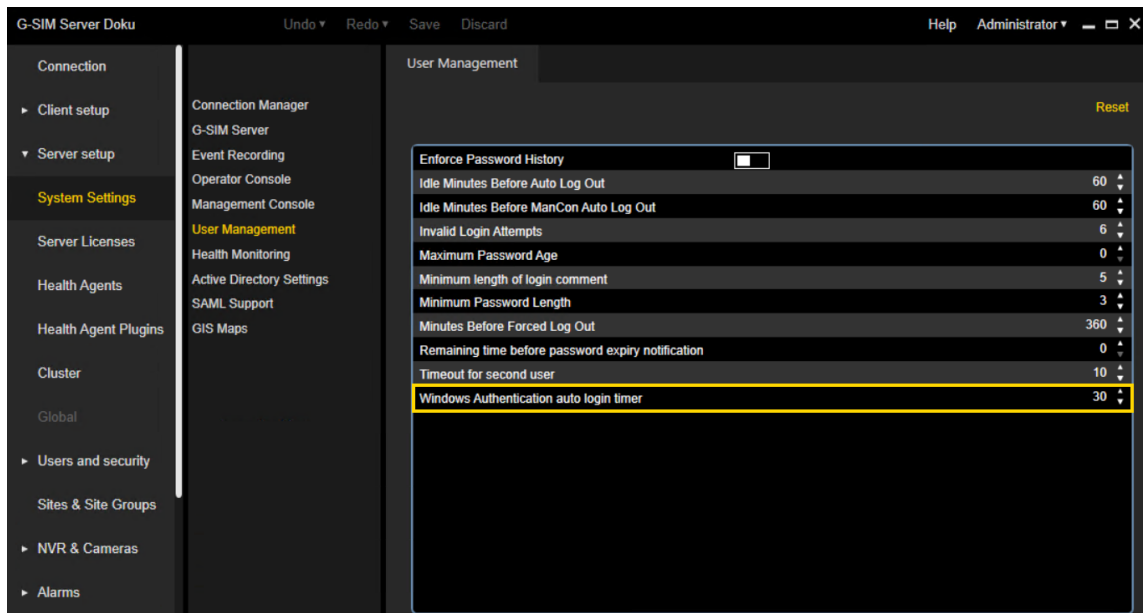 G-SIM Server Doku
Undo ▾ Redo ▾ Save Discard
Help Administrator ▾
Connection
▸ Client setup
▾ Server setup
System Settings
Server Licenses
Health Agents
Health Agent Plugins
Cluster
Global
▸ Users and security
Sites & Site Groups
▸ NVR & Cameras
▸ Alarms
Connection Manager
G-SIM Server
Event Recording
Operator Console
Management Console
User Management
Health Monitoring
Active Directory Settings
SAML Support
GIS Maps
User Management
Reset
Enforce Password History
Idle Minutes Before Auto Log Out 60
Idle Minutes Before ManCon Auto Log Out 60
Invalid Login Attempts 6
Maximum Password Age 0
Minimum length of login comment 5
Minimum Password Length 3
Minutes Before Forced Log Out 360
Remaining time before password expiry notification 0
Timeout for second user 10
Windows Authentication auto login timer 30